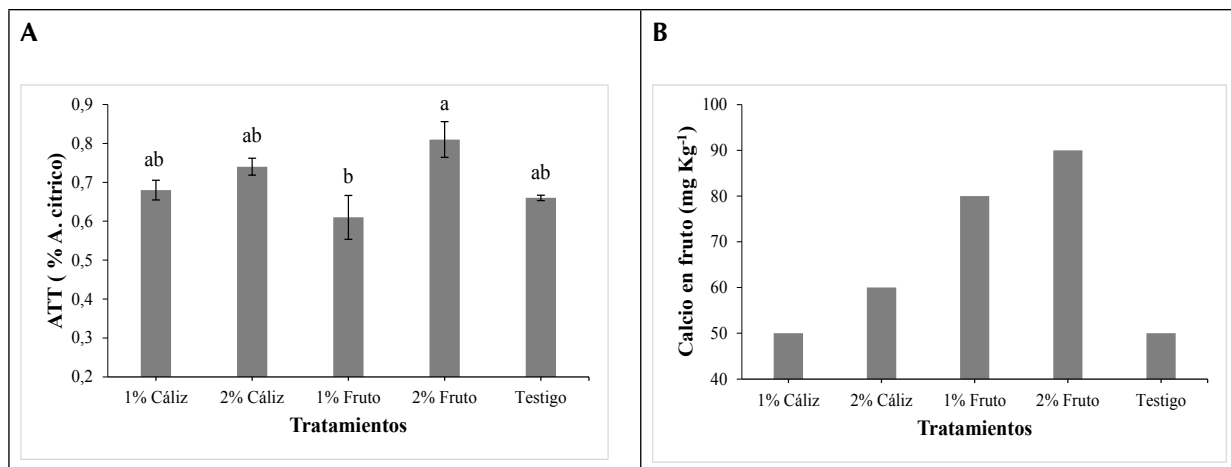 A
ATT ( % A. citrico)
0,9
0,8
0,7
0,6
0,5
0,4
0,3
0,2
ab
ab
b
a
ab
1% Cáliz 2% Cáliz 1% Fruto 2% Fruto Testigo
Tratamientos
B
Calcio en fruto (mg Kg⁻¹)
100
90
80
70
60
50
40
1% Cáliz 2% Cáliz 1% Fruto 2% Fruto Testigo
Tratamientos